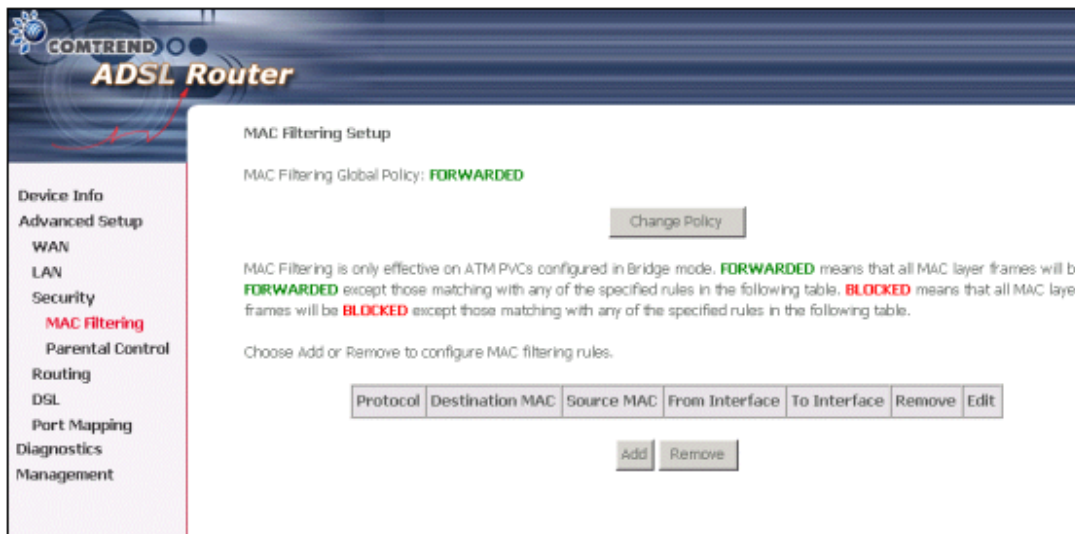 COMTREND
ADSL Router
Device Info
Advanced Setup
WAN
LAN
Security
MAC Filtering
Parental Control
Routing
DSL
Port Mapping
Diagnostics
Management
MAC Filtering Setup
MAC Filtering Global Policy: FORWARDED
Change Policy
MAC Filtering is only effective on ATM PVCs configured in Bridge mode. FORWARDED means that all MAC layer frames will b
FORWARDED except those matching with any of the specified rules in the following table. BLOCKED means that all MAC laye
frames will be BLOCKED except those matching with any of the specified rules in the following table.
Choose Add or Remove to configure MAC filtering rules.
Protocol Destination MAC Source MAC From Interface To Interface Remove Edit
Add Remove